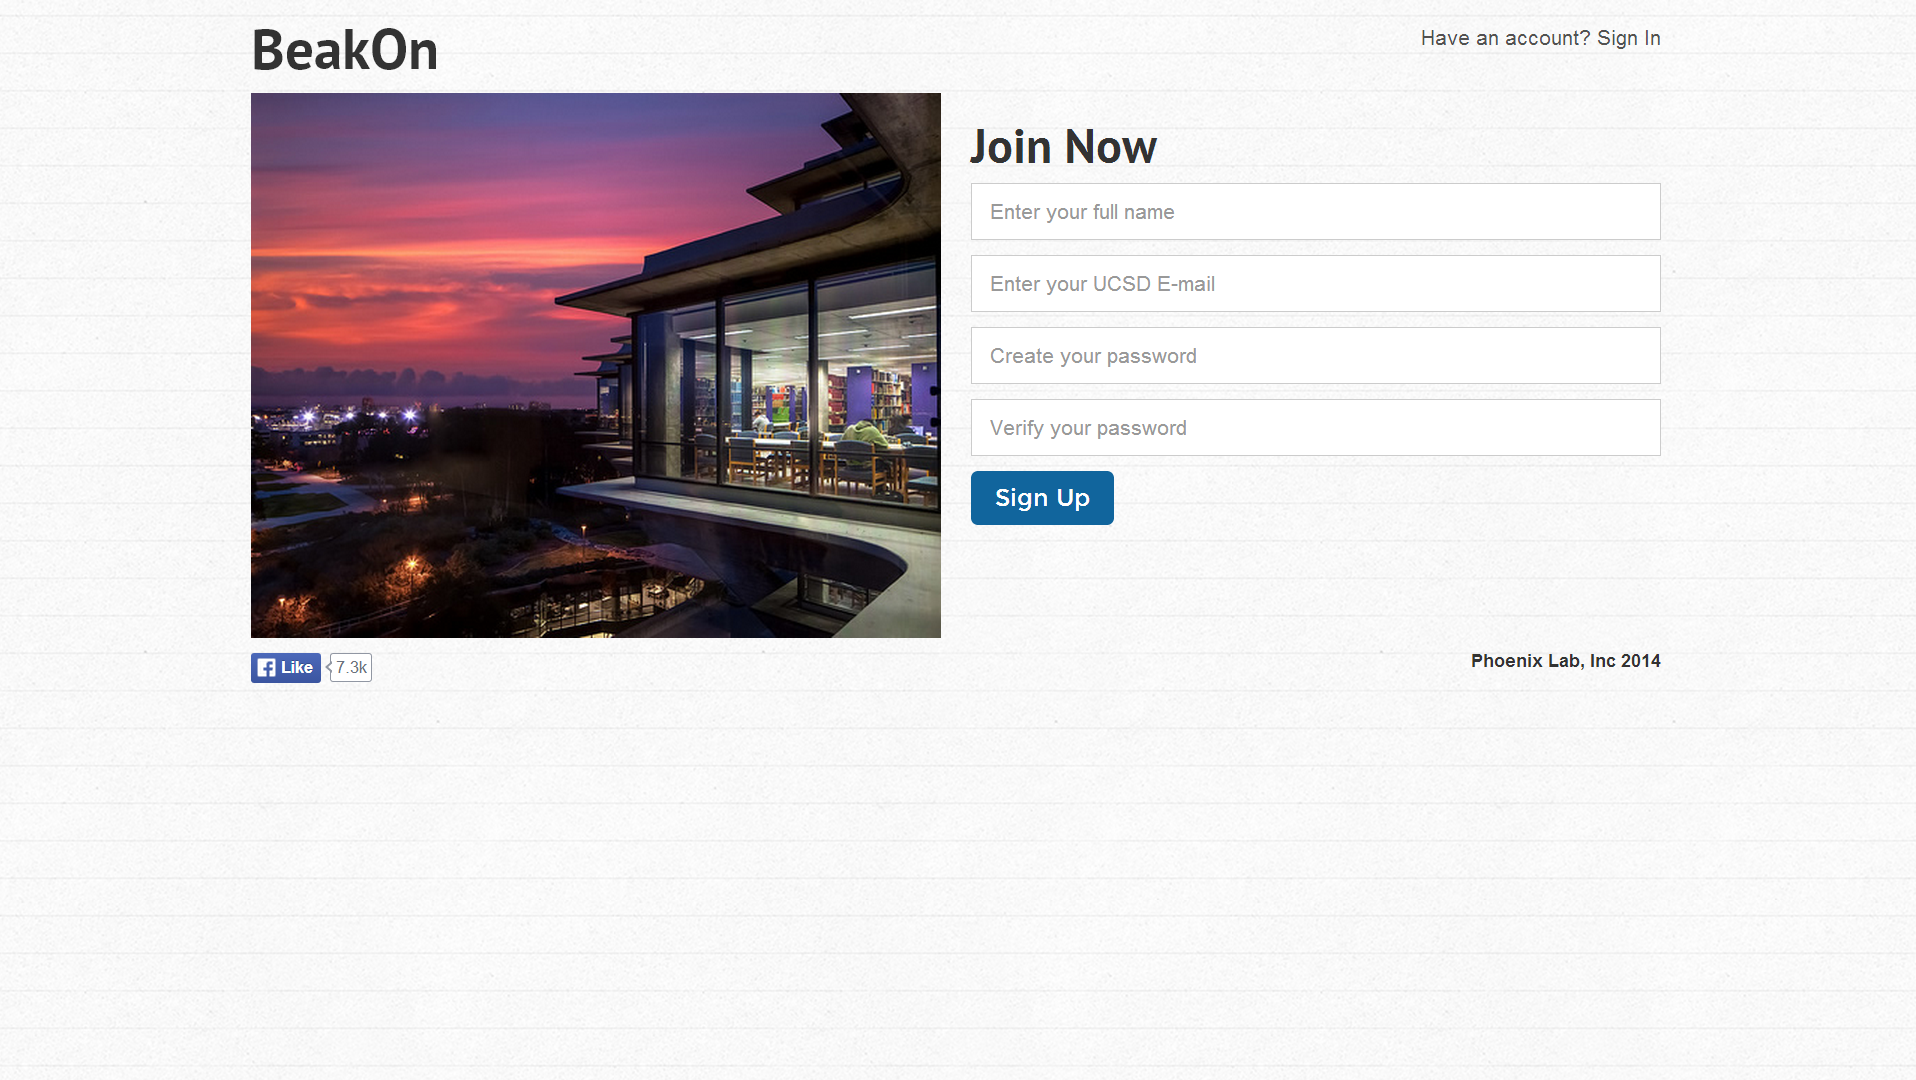 BeakOn
Have an account? Sign In
Join Now
Enter your full name
Enter your UCSD E-mail
Create your password
Verify your password
Sign Up
Like
7.3k
Phoenix Lab, Inc 2014